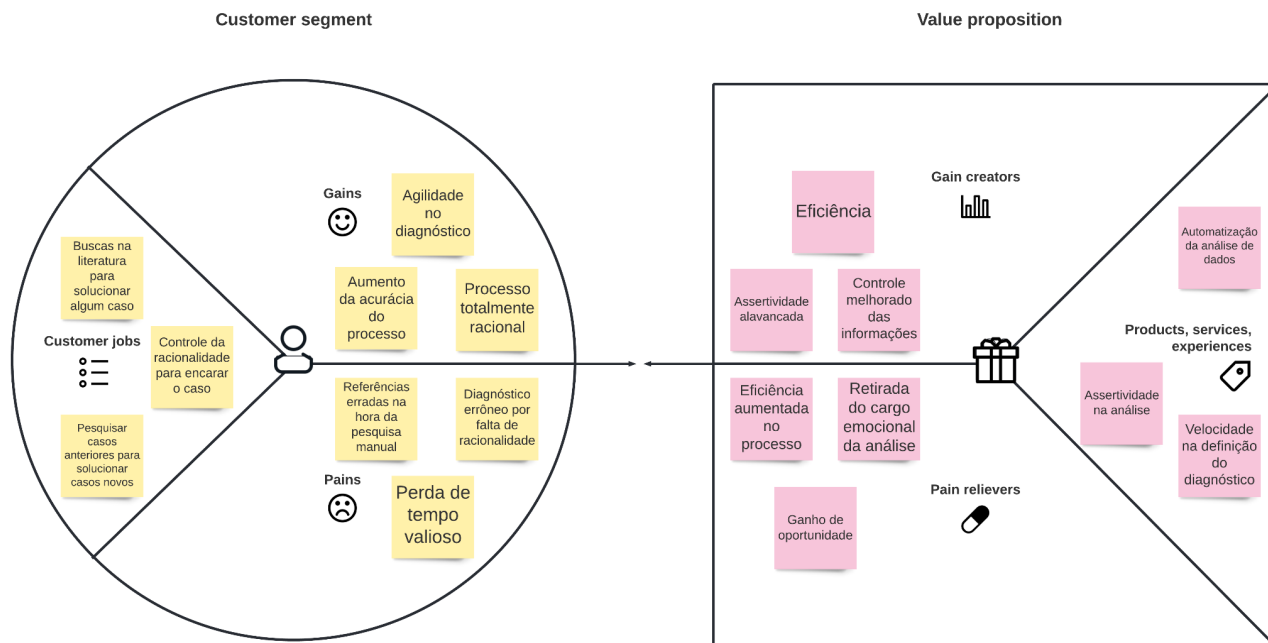 Customer segment
Value proposition
Gains
Agilidade
no
diagnóstico
Aumento
da acurácia
do
processo
Processo
totalmente
racional
Buscas na
literatura
para
solucionar
algum caso
Customer jobs
Controle da
racionalidade
para encarar
o caso
Pesquisar
casos
anteriores para
solucionar
casos novos
Referências
erradas na
hora da
pesquisa
manual
Diagnóstico
errôneo por
falta de
racionalidade
Pains
Perda de
tempo
valioso
Gain creators
Eficiência
Assertividade
alavancada
Controle
melhorado
das
informações
Eficiência
aumentada
no
processo
Retirada
do cargo
emocional
da análise
Pain relievers
Ganho de
oportunidade
Automatização
da análise de
dados
Products, services,
experiences
Assertividade
na análise
Velocidade
na definição
do
diagnóstico